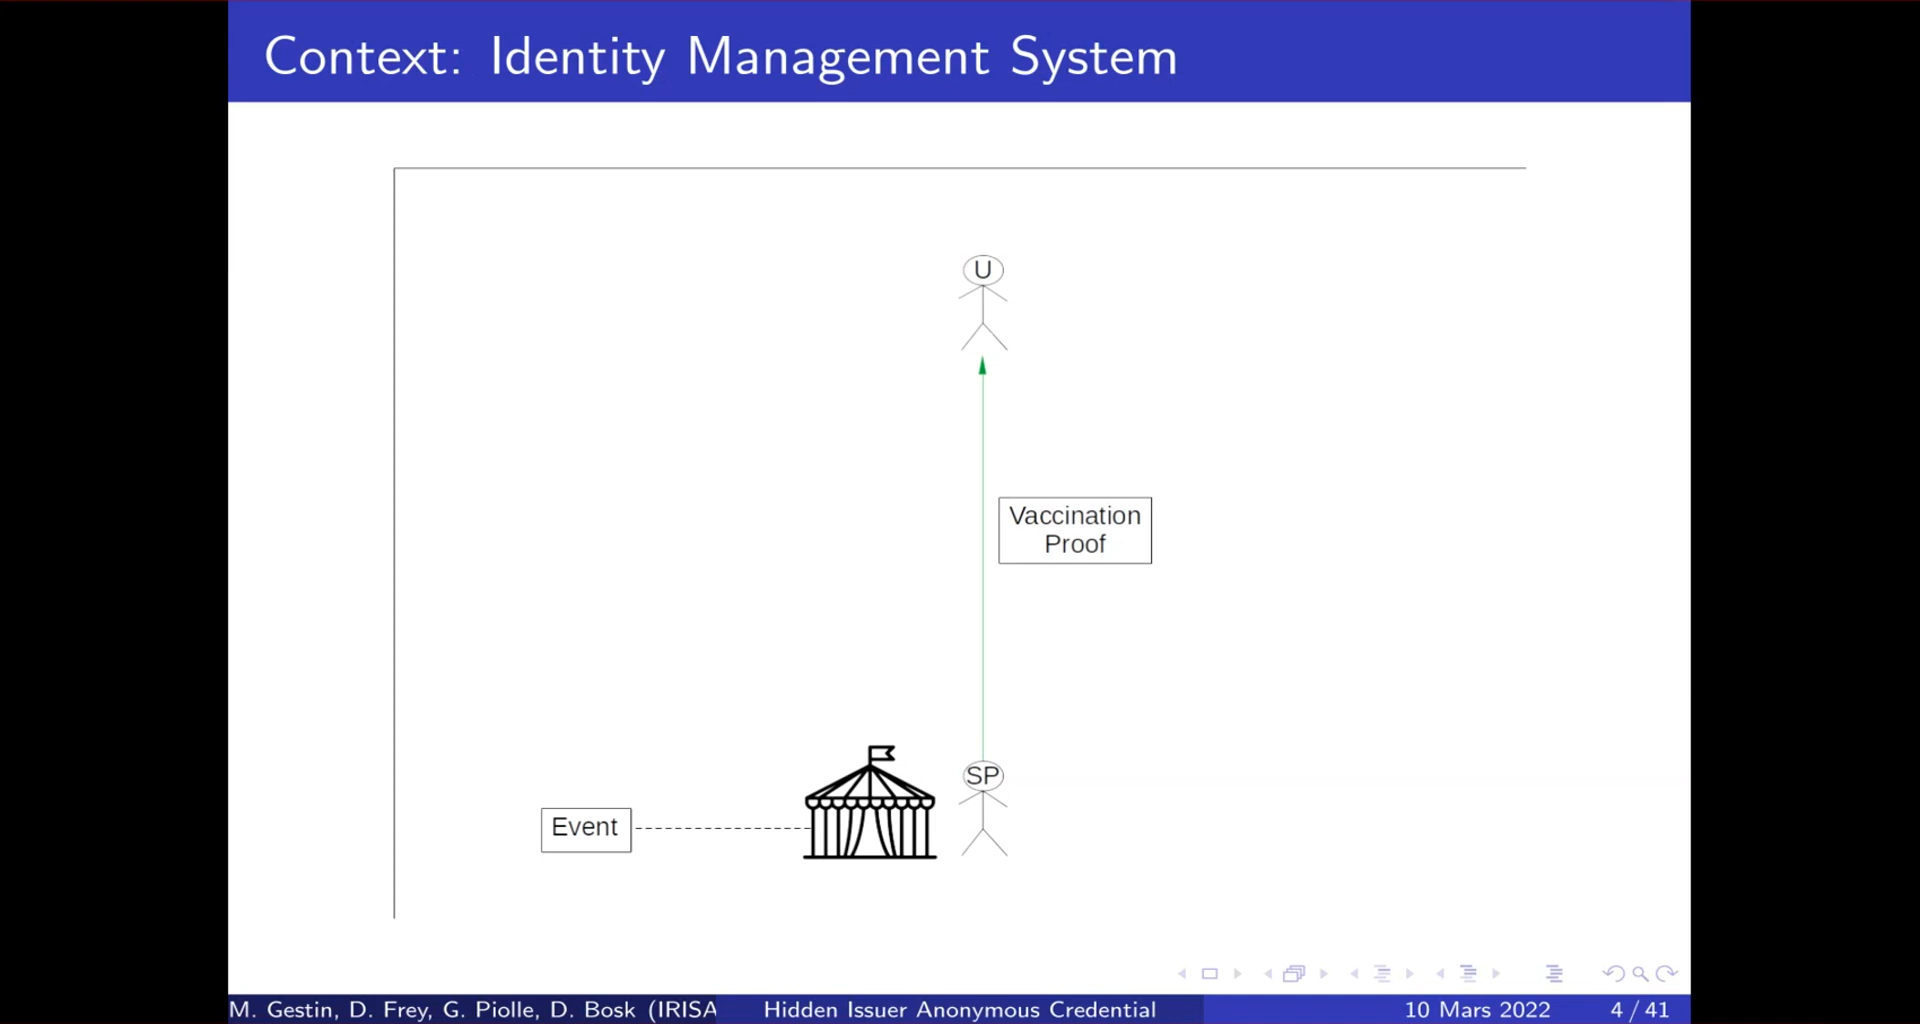 Context: Identity Management System
U
Vaccination
Proof
SP
Event
M. Gestin, D. Frey, G. Piolle, D. Bosk (IRISA
Hidden Issuer Anonymous Credential
10 Mars 2022
4 / 41